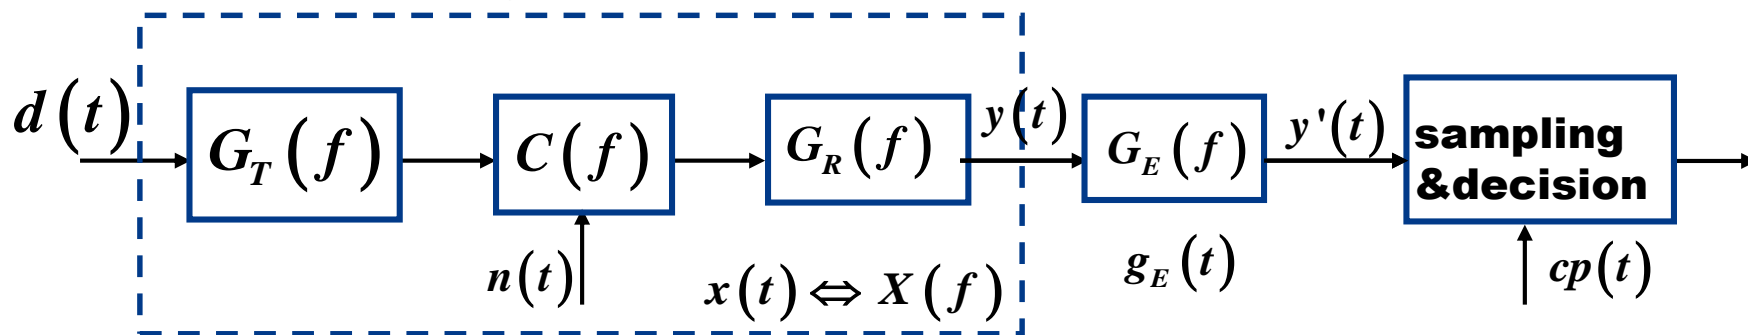 d(t)
G_T(f)
C(f)
G_R(f)
y(t)
G_E(f)
y'(t)
sampling
&decision
n(t)
x(t) ⇔ X(f)
g_E(t)
cp(t)